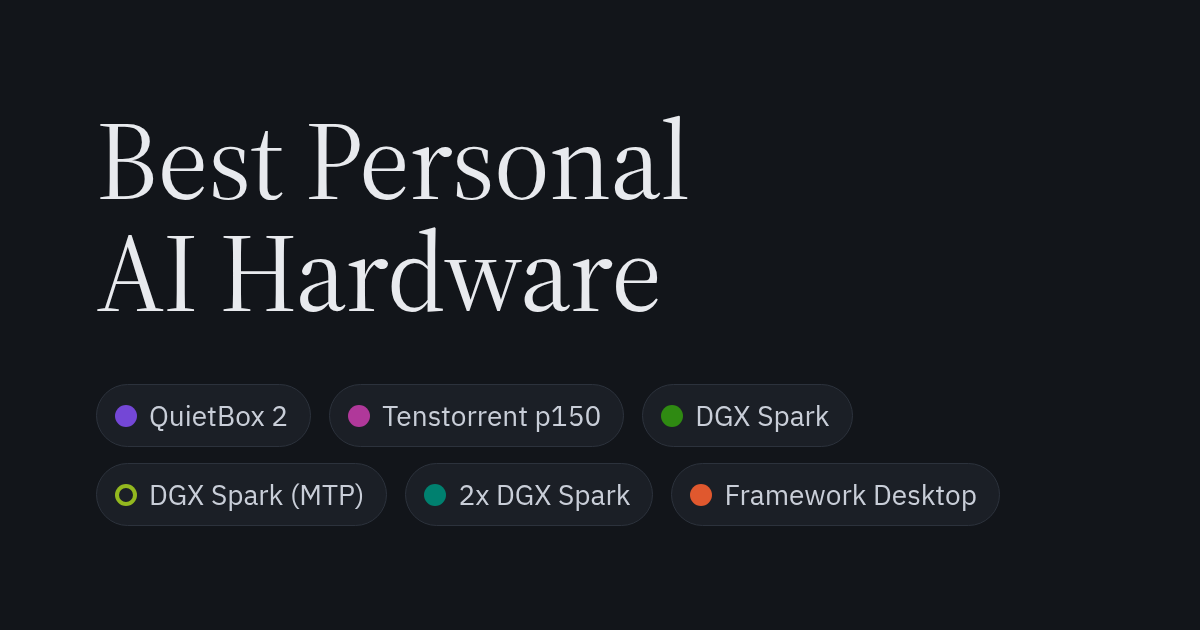 Best Personal
AI Hardware
QuietBox 2 Tenstorrent p150 DGX Spark
DGX Spark (MTP) 2x DGX Spark Framework Desktop